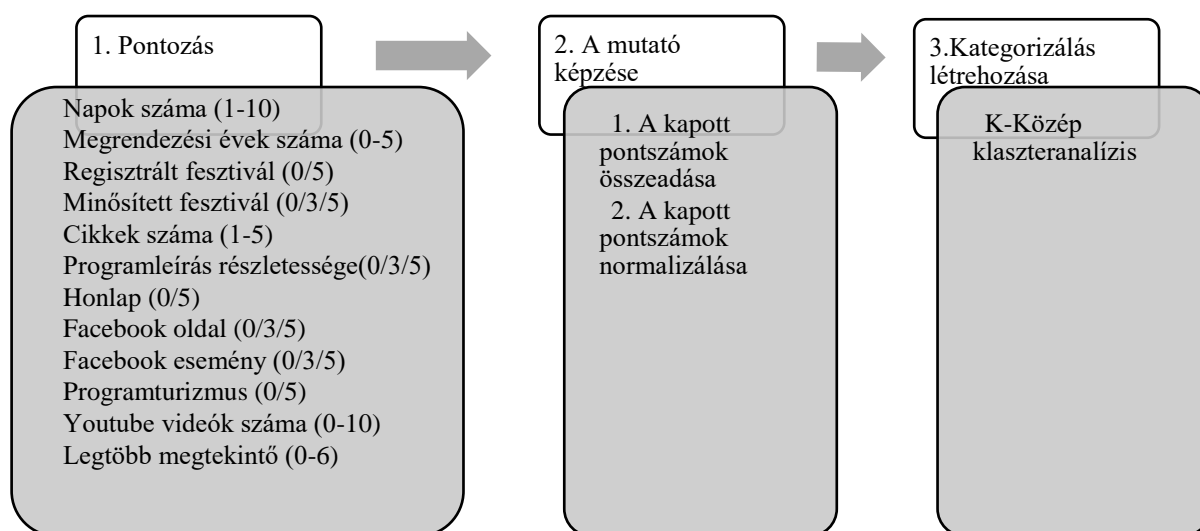 1. Pontozás
Napok száma (1-10)
Megrendezési évek száma (0-5)
Regisztrált fesztivál (0/5)
Minősített fesztivál (0/3/5)
Cikkek száma (1-5)
Programleírás részletessége(0/3/5)
Honlap (0/5)
Facebook oldal (0/3/5)
Facebook esemény (0/3/5)
Programturizmus (0/5)
Youtube videók száma (0-10)
Legtöbb megtekintő (0-6)
2. A mutató
képzése
1. A kapott
pontszámok
összeadása
2. A kapott
pontszámok
normalizálása
3.Kategorizálás
létrehozása
K-Közép
klaszteranalízis